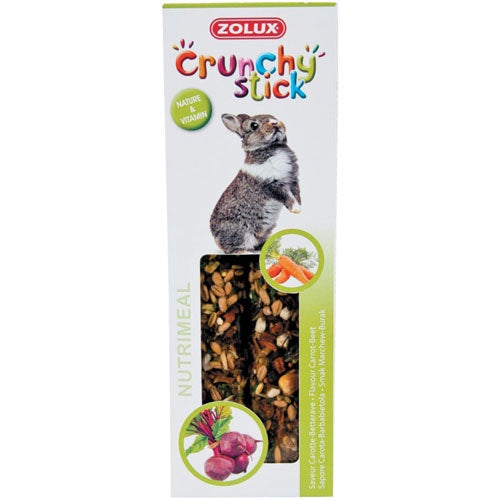 ZOLUX
Crunchy
stick
NATURE &
VITAMIN
NUTRIMEAL
Saveur Carotte-Betterave - Flavour Carrot-Beet
Sapore Carota-Barbabietola - Smak Marchew-Burak